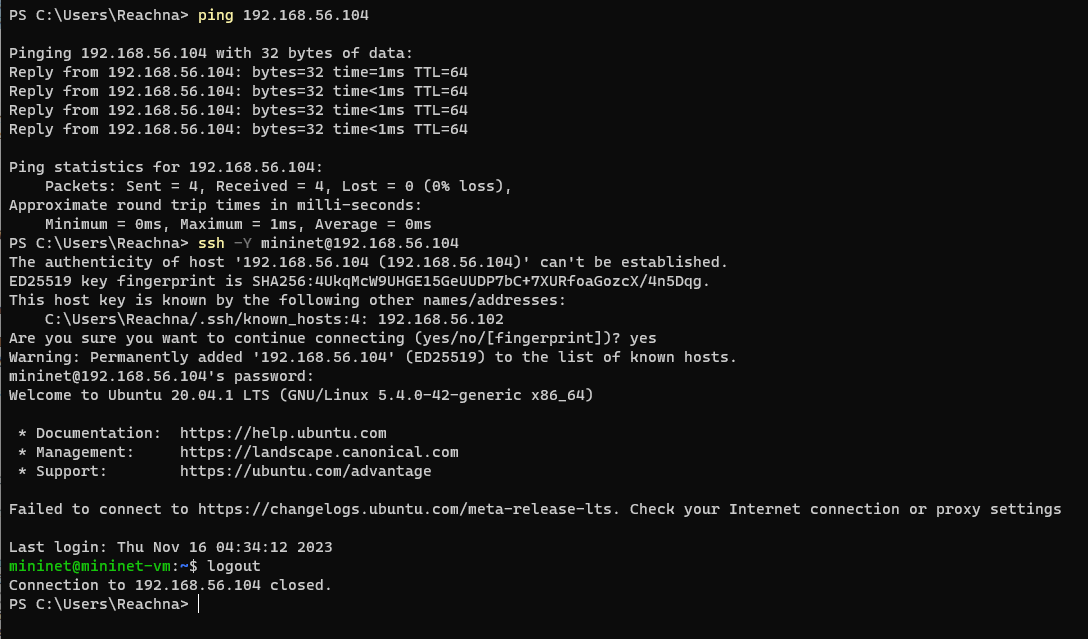 PS C:\Users\Reachna> ping 192.168.56.104
Pinging 192.168.56.104 with 32 bytes of data:
Reply from 192.168.56.104: bytes=32 time=1ms TTL=64
Reply from 192.168.56.104: bytes=32 time<1ms TTL=64
Reply from 192.168.56.104: bytes=32 time<1ms TTL=64
Reply from 192.168.56.104: bytes=32 time<1ms TTL=64
Ping statistics for 192.168.56.104:
    Packets: Sent = 4, Received = 4, Lost = 0 (0% loss),
Approximate round trip times in milli-seconds:
    Minimum = 0ms, Maximum = 1ms, Average = 0ms
PS C:\Users\Reachna> ssh -Y mininet@192.168.56.104
The authenticity of host '192.168.56.104 (192.168.56.104)' can't be established.
ED25519 key fingerprint is SHA256:4UkqMcW9UHGE15GeUUDP7bC+7XURfoaGozcX/4n5Dqg.
This host key is known by the following other names/addresses:
    C:\Users\Reachna/.ssh/known_hosts:4: 192.168.56.102
Are you sure you want to continue connecting (yes/no/[fingerprint])? yes
Warning: Permanently added '192.168.56.104' (ED25519) to the list of known hosts.
mininet@192.168.56.104's password:
Welcome to Ubuntu 20.04.1 LTS (GNU/Linux 5.4.0-42-generic x86_64)
 * Documentation:  https://help.ubuntu.com
 * Management:     https://landscape.canonical.com
 * Support:        https://ubuntu.com/advantage
Failed to connect to https://changelogs.ubuntu.com/meta-release-lts. Check your Internet connection or proxy settings
Last login: Thu Nov 16 04:34:12 2023
mininet@mininet-vm:~$ logout
Connection to 192.168.56.104 closed.
PS C:\Users\Reachna>